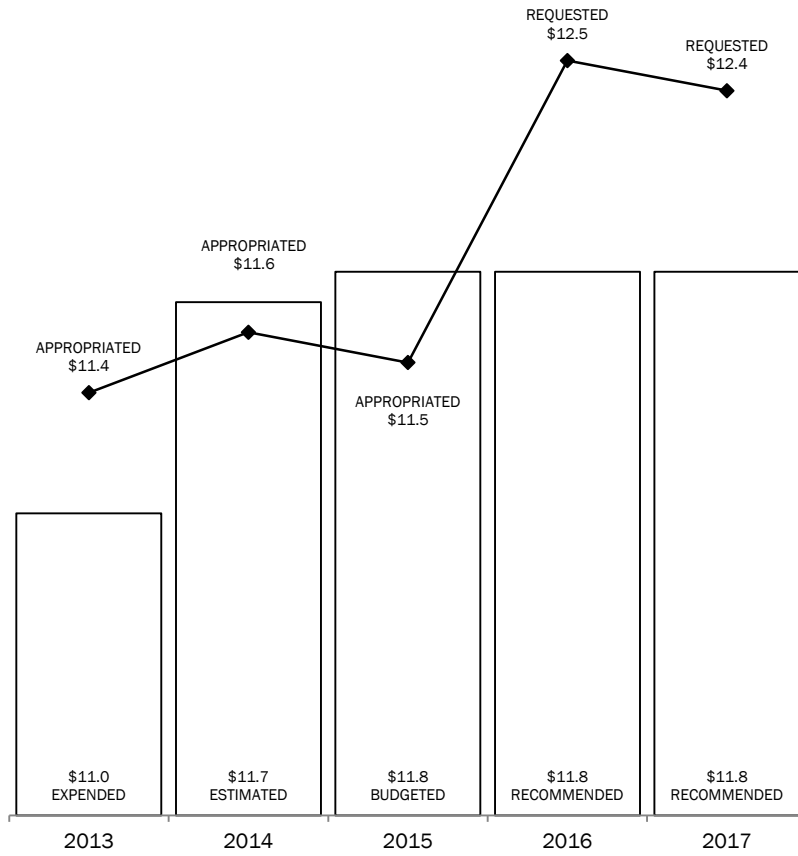 REQUESTED
$12.5
REQUESTED
$12.4
APPROPRIATED
$11.6
APPROPRIATED
$11.4
APPROPRIATED
$11.5
$11.0
EXPENDED
$11.7
ESTIMATED
$11.8
BUDGETED
$11.8
RECOMMENDED
$11.8
RECOMMENDED
2013
2014
2015
2016
2017